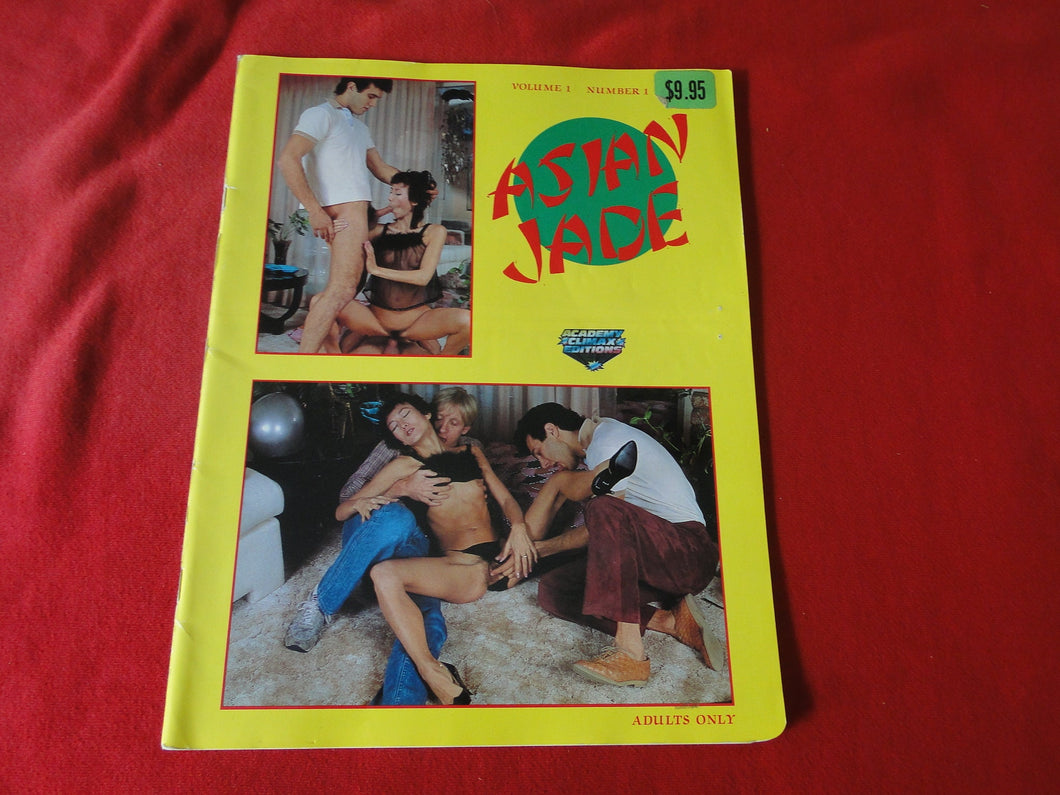 VOLUME 1 NUMBER 1
$9.95
ASIAN
JADE
ACADEMY
CLIMAX
EDITIONS
ADULTS ONLY